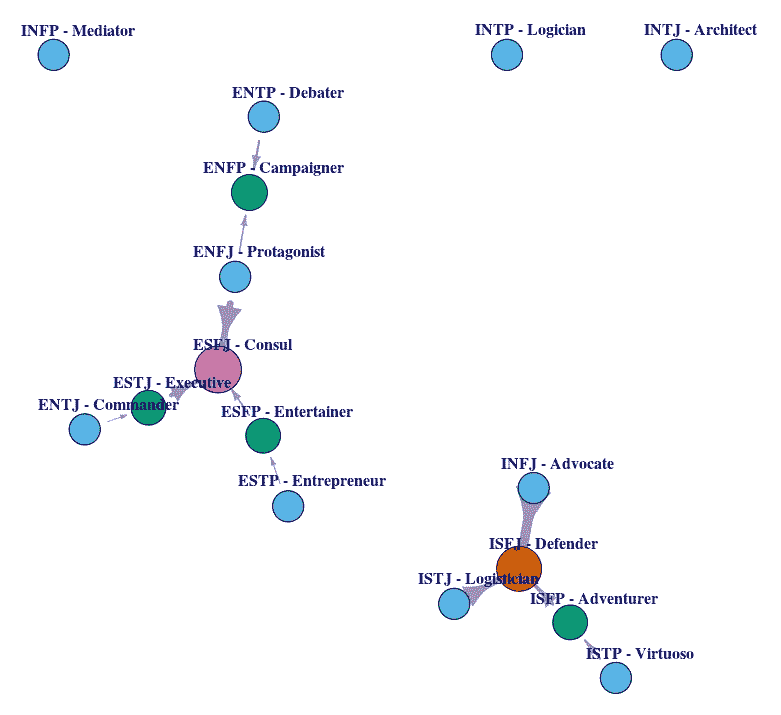 INFP - Mediator
INTP - Logician
INTJ - Architect
ENTP - Debater
ENFP - Campaigner
ENFJ - Protagonist
ESFJ - Consul
ESTJ - Executive
ENTJ - Commander
ESFP - Entertainer
ESTP - Entrepreneur
INFJ - Advocate
ISFJ - Defender
ISTJ - Logistician
ISFP - Adventurer
ISTP - Virtuoso